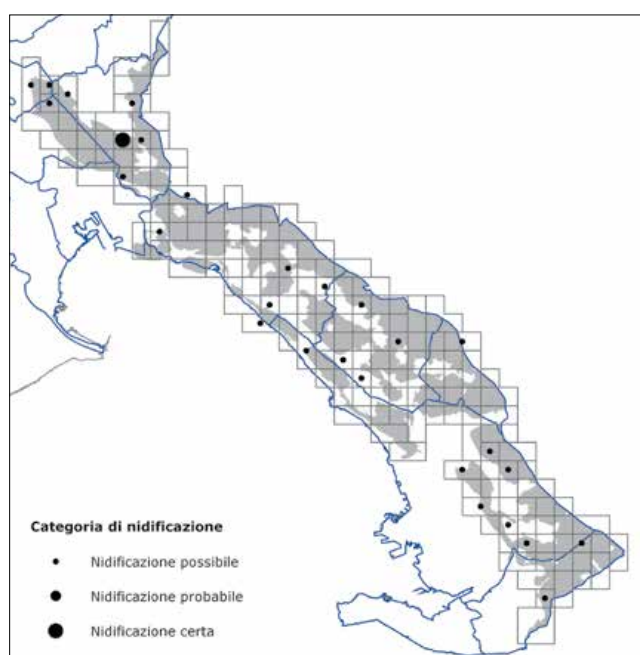 Categoria di nidificazione
Nidificazione possibile
Nidificazione probabile
Nidificazione certa